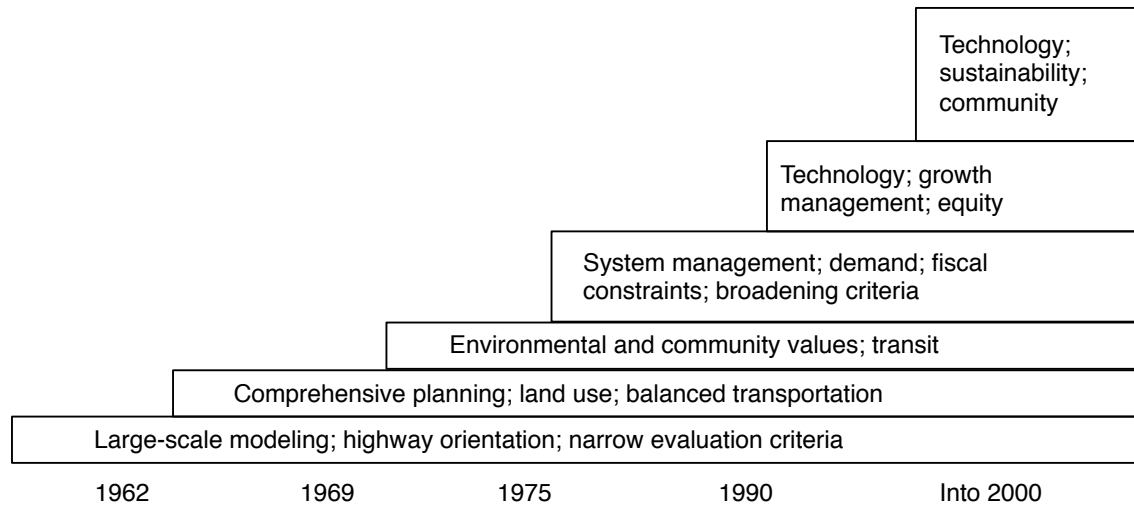 Technology;
sustainability;
community
Technology; growth
management; equity
System management; demand; fiscal
constraints; broadening criteria
Environmental and community values; transit
Comprehensive planning; land use; balanced transportation
Large-scale modeling; highway orientation; narrow evaluation criteria
1962 1969 1975 1990 Into 2000